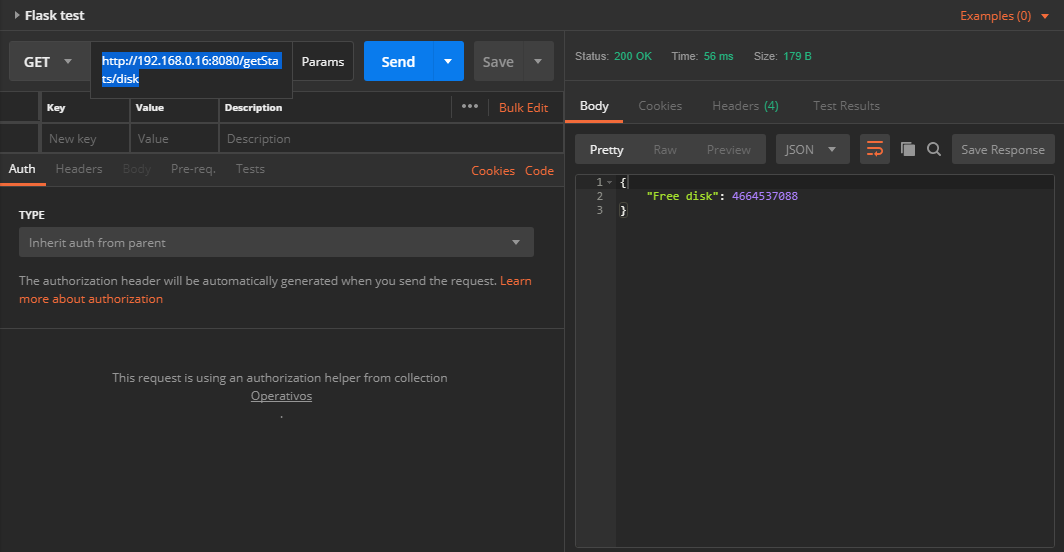 Flask test
Examples (0)
GET
http://192.168.0.16:8080/getSta
ts/disk
Params
Send
Save
Key Value Description
••• Bulk Edit
New key Value Description
Auth Headers Body Pre-req. Tests
Cookies Code
TYPE
Inherit auth from parent
The authorization header will be automatically generated when you send the request. Learn
more about authorization
This request is using an authorization helper from collection
Operativos
.
Status: 200 OK Time: 56 ms Size: 179 B
Body Cookies Headers (4) Test Results
Pretty Raw Preview JSON Save Response
1 {
2 "Free disk": 4664537088
3 }